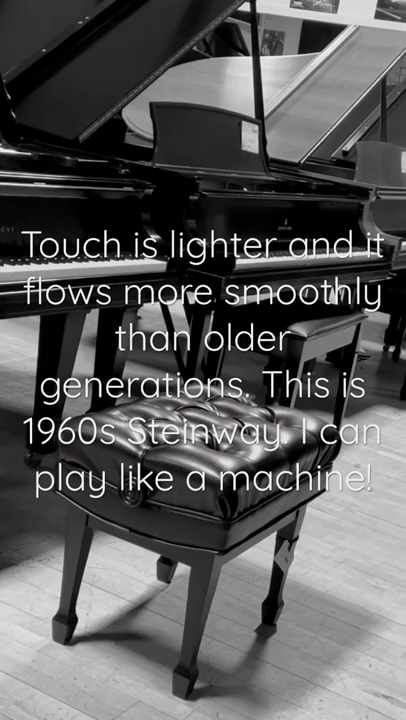 Touch is lighter and it
flows more smoothly
than older
generations. This is
1960s Steinway. I can
play like a machine!